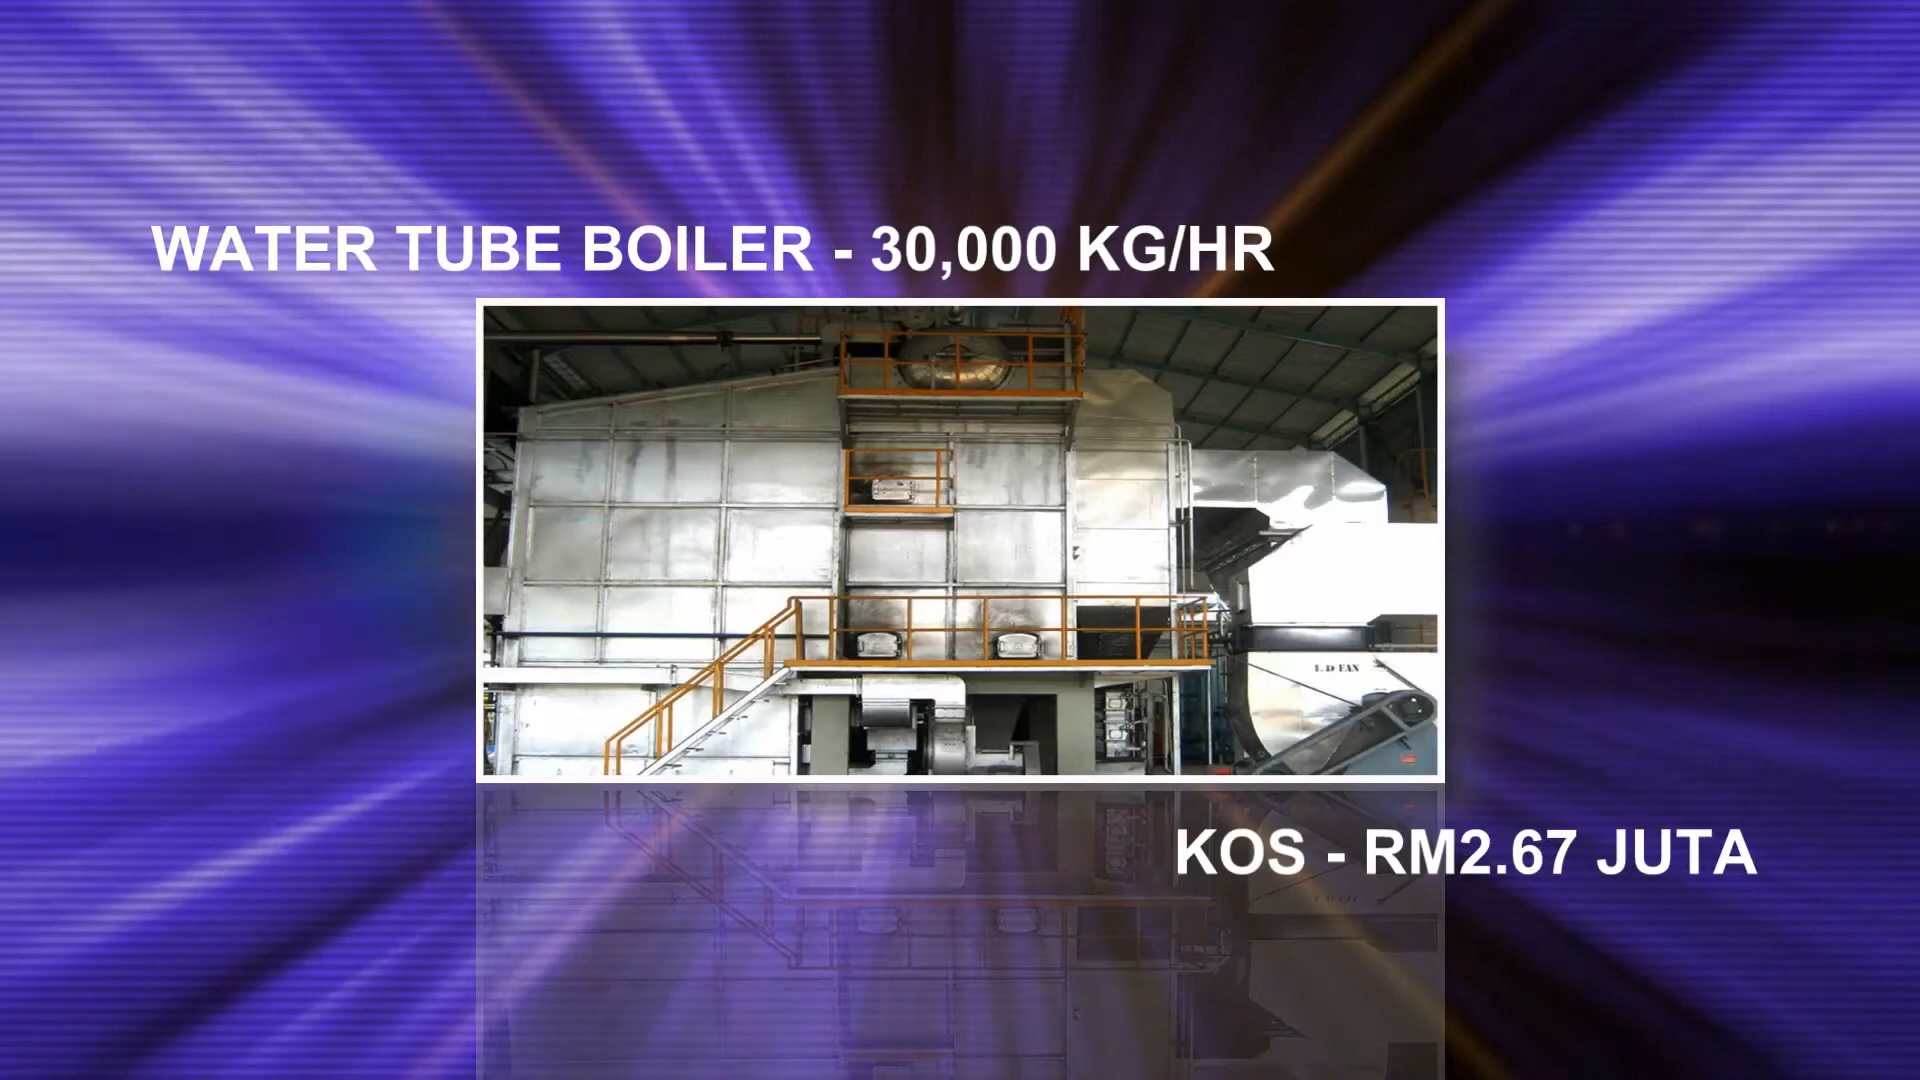 WATER TUBE BOILER - 30,000 KG/HR
I.D FAN
KOS - RM2.67 JUTA